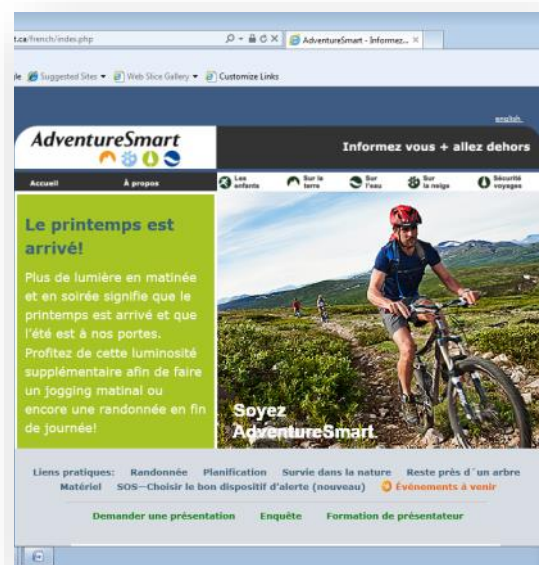 t.ca/french/index.php
AdventureSmart - Informez...
Suggested Sites
Web Slice Gallery
Customize Links
english
AdventureSmart
Informez vous + allez dehors
Accueil
À propos
Les enfants
Sur la terre
Sur l'eau
Sur la neige
Sécurité voyages
Le printemps est
arrivé!
Plus de lumière en matinée
et en soirée signifie que le
printemps est arrivé et que
l'été est à nos portes.
Profitez de cette luminosité
supplémentaire afin de faire
un jogging matinal ou
encore une randonnée en fin
de journée!
Soyez
AdventureSmart
Liens pratiques: Randonnée Planification Survie dans la nature Reste près d'un arbre
Matériel SOS—Choisir le bon dispositif d'alerte (nouveau) Événements à venir
Demander une présentation Enquête Formation de présentateur